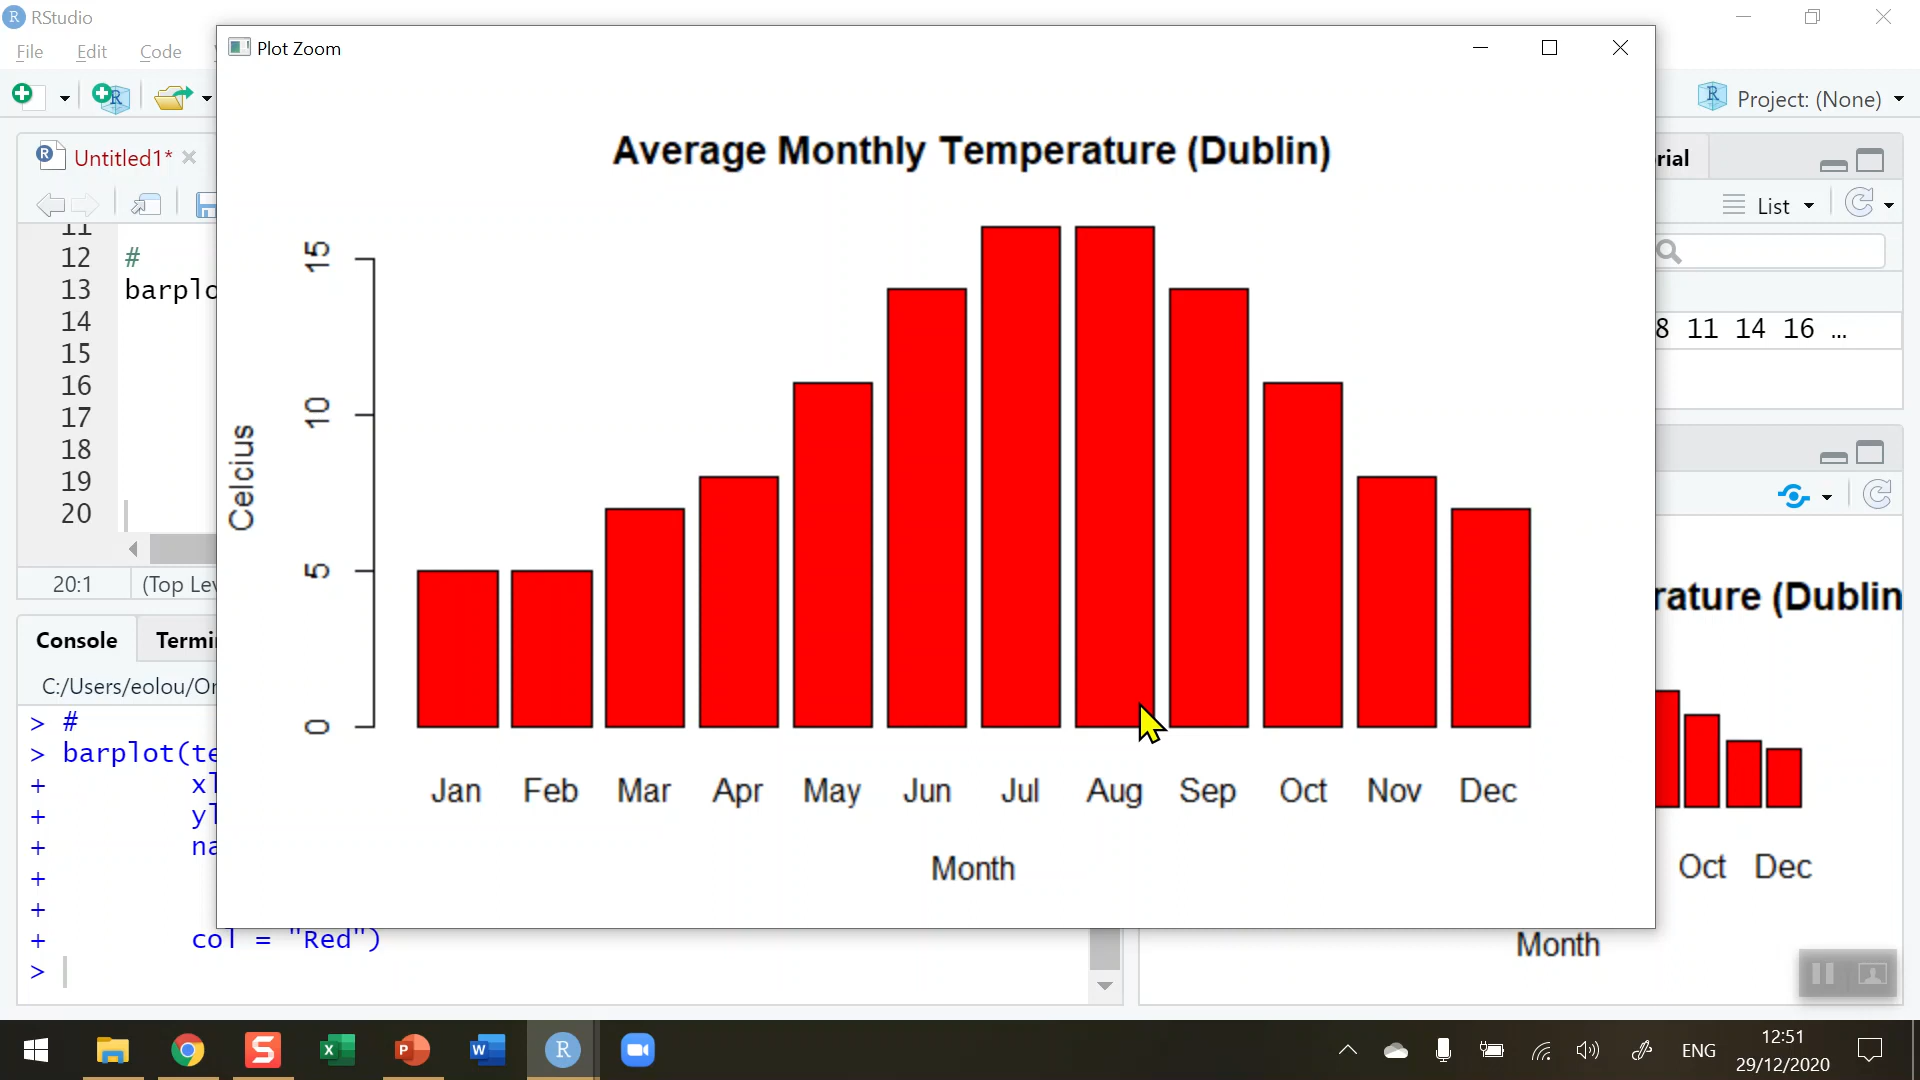 RStudio
File Edit Code
Plot Zoom
Project: (None)
Untitled1*
rial
List
11
12 #
13 barplo
14
15
16
17
18
19
20
8 11 14 16 ...
20:1 (Top Lev
Average Monthly Temperature (Dublin)
Celcius
15
10
5
0
Jan Feb Mar Apr May Jun Jul Aug Sep Oct Nov Dec
Month
Console Termin
C:/Users/eolou/Or
> #
> barplot(te
+ xl
+ yl
+ na
+
+
+ col = "Red")
>
rature (Dublin
Oct Dec
Month
ENG
12:51
29/12/2020